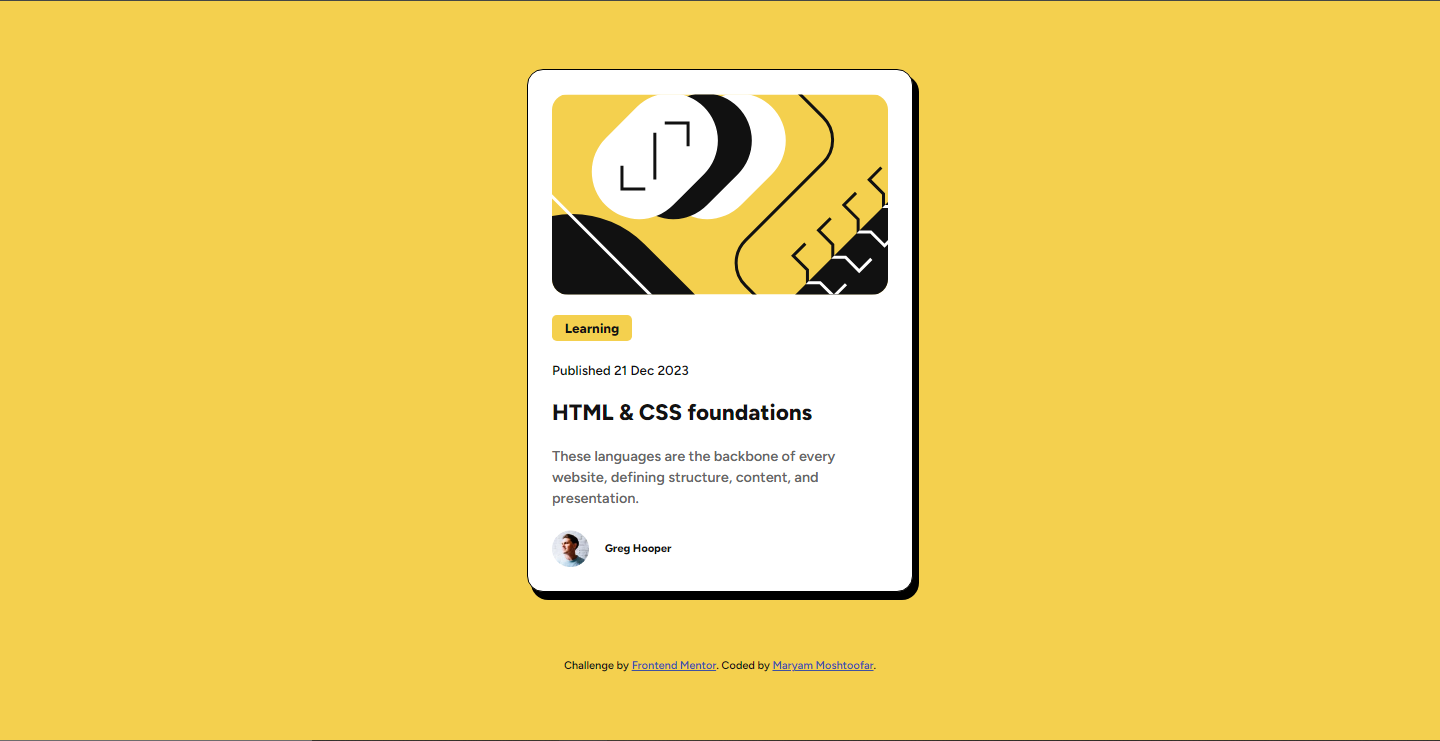 Learning
Published 21 Dec 2023
HTML & CSS foundations
These languages are the backbone of every
website, defining structure, content, and
presentation.
Greg Hooper
Challenge by Frontend Mentor. Coded by Maryam Moshtoofar.